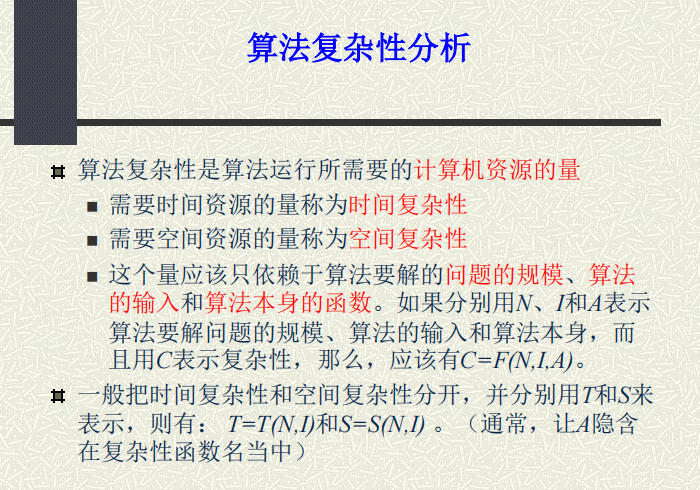 算法复杂性分析
算法复杂性是算法运行所需要的计算机资源的量
需要时间资源的量称为时间复杂性
需要空间资源的量称为空间复杂性
这个量应该只依赖于算法要解的问题的规模、算法
的输入和算法本身的函数。如果分别用N、I和A表示
算法要解问题的规模、算法的输入和算法本身，而
且用C表示复杂性，那么，应该有C=F(N,I,A)。
一般把时间复杂性和空间复杂性分开，并分别用T和S来
表示，则有： T=T(N,I)和S=S(N,I) 。（通常，让A隐含
在复杂性函数名当中）